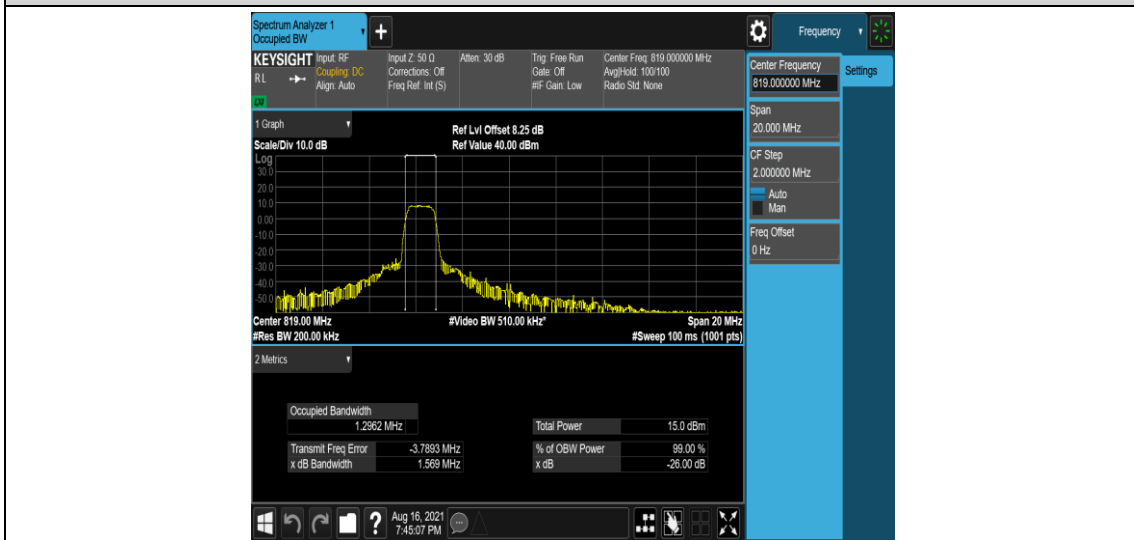 Spectrum Analyzer 1
Occupied BW
Frequency
KEYSIGHT
RL
LXI
Input: RF
Coupling: DC
Align: Auto
Input Z: 50 Ω
Corrections: Off
Freq Ref: Int (S)
Atten: 30 dB
Trig: Free Run
Gate: Off
#IF Gain: Low
Center Freq: 819.000000 MHz
Avg|Hold: 100/100
Radio Std: None
Center Frequency
819.000000 MHz
Settings
Span
20.000 MHz
CF Step
2.000000 MHz
Auto
Man
Freq Offset
0 Hz
1 Graph
Scale/Div 10.0 dB
Ref Lvl Offset 8.25 dB
Ref Value 40.00 dBm
Log
30.0
20.0
10.0
0.00
-10.0
-20.0
-30.0
-40.0
-50.0
Center 819.00 MHz
#Video BW 510.00 kHz*
Span 20 MHz
#Res BW 200.00 kHz
#Sweep 100 ms (1001 pts)
2 Metrics
Occupied Bandwidth
1.2962 MHz
Total Power 15.0 dBm
Transmit Freq Error -3.7893 MHz
% of OBW Power 99.00 %
x dB Bandwidth 1.569 MHz
x dB -26.00 dB
?
Aug 16, 2021
7:45:07 PM